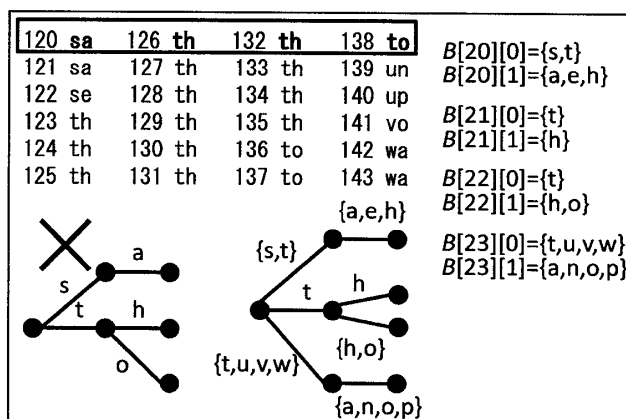 120 sa 126 th 132 th 138 to
121 sa 127 th 133 th 139 un
122 se 128 th 134 th 140 up
123 th 129 th 135 th 141 vo
124 th 130 th 136 to 142 wa
125 th 131 th 137 to 143 wa
B[20][0]={s,t}
B[20][1]={a,e,h}
B[21][0]={t}
B[21][1]={h}
B[22][0]={t}
B[22][1]={h,o}
B[23][0]={t,u,v,w}
B[23][1]={a,n,o,p}
a
s
t
h
o
{a,e,h}
{s,t}
t
h
{h,o}
{t,u,v,w}
{a,n,o,p}